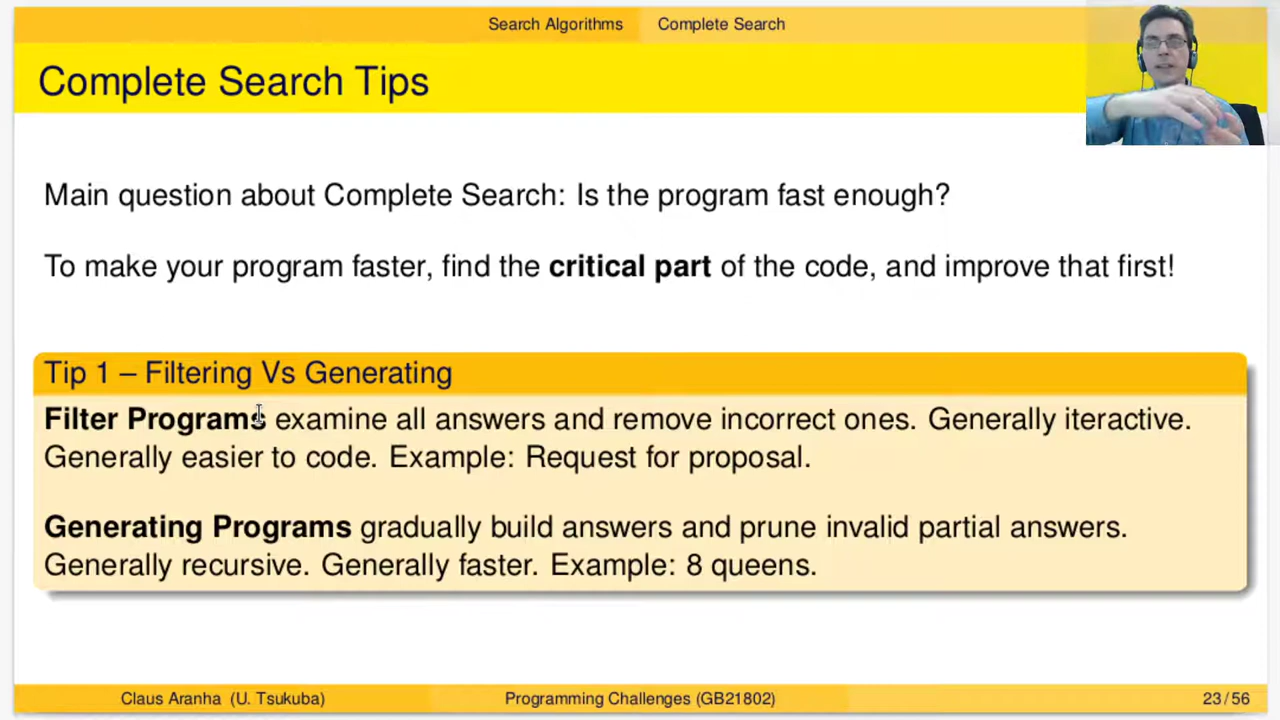 Search Algorithms Complete Search
Complete Search Tips
Main question about Complete Search: Is the program fast enough?
To make your program faster, find the critical part of the code, and improve that first!
Tip 1 – Filtering Vs Generating
Filter Programs examine all answers and remove incorrect ones. Generally iteractive.
Generally easier to code. Example: Request for proposal.
Generating Programs gradually build answers and prune invalid partial answers.
Generally recursive. Generally faster. Example: 8 queens.
Claus Aranha (U. Tsukuba) Programming Challenges (GB21802) 23 / 56